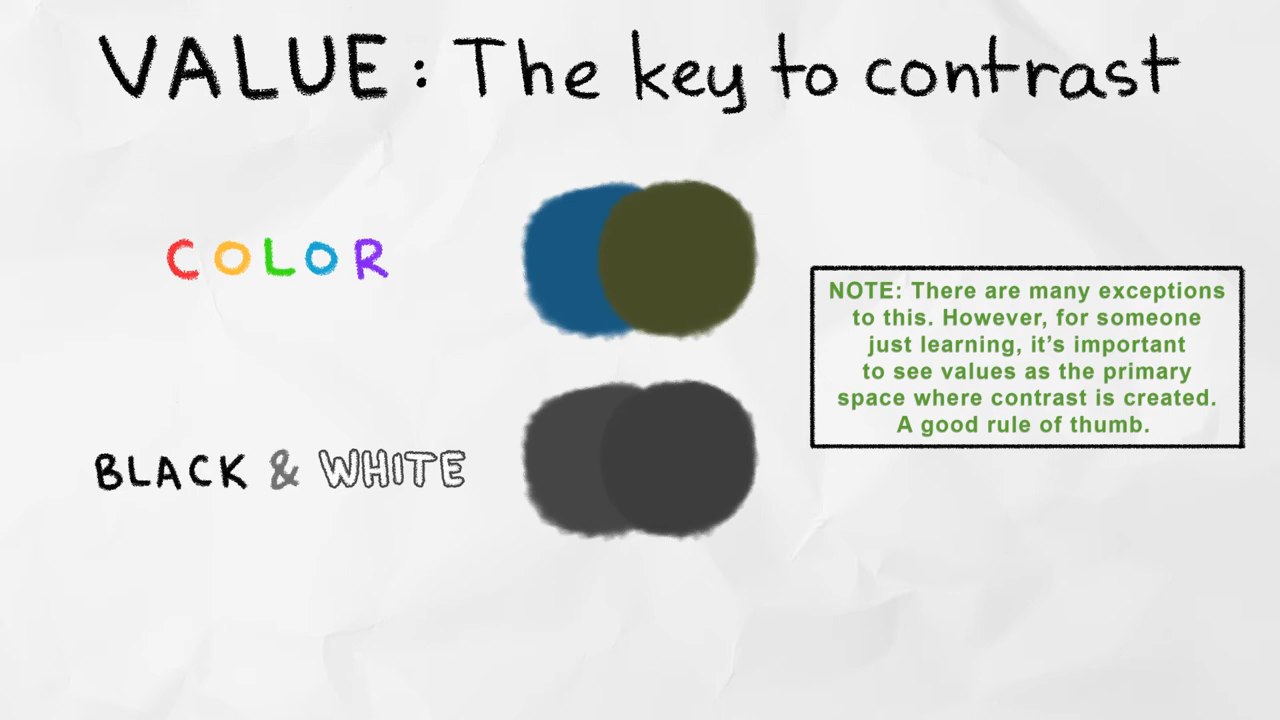 VALUE: The key to contrast
COLOR
NOTE: There are many exceptions
to this. However, for someone
just learning, it's important
to see values as the primary
space where contrast is created.
A good rule of thumb.
BLACK & WHITE